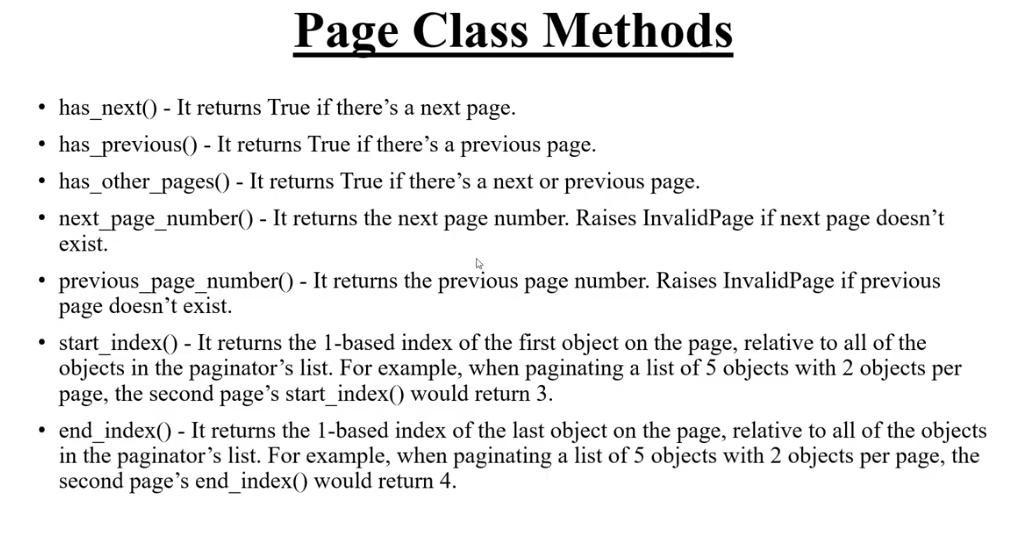 Page Class Methods
• has_next() - It returns True if there’s a next page.
• has_previous() - It returns True if there’s a previous page.
• has_other_pages() - It returns True if there’s a next or previous page.
• next_page_number() - It returns the next page number. Raises InvalidPage if next page doesn’t
exist.
• previous_page_number() - It returns the previous page number. Raises InvalidPage if previous
page doesn’t exist.
• start_index() - It returns the 1-based index of the first object on the page, relative to all of the
objects in the paginator’s list. For example, when paginating a list of 5 objects with 2 objects per
page, the second page’s start_index() would return 3.
• end_index() - It returns the 1-based index of the last object on the page, relative to all of the objects
in the paginator’s list. For example, when paginating a list of 5 objects with 2 objects per page, the
second page’s end_index() would return 4.